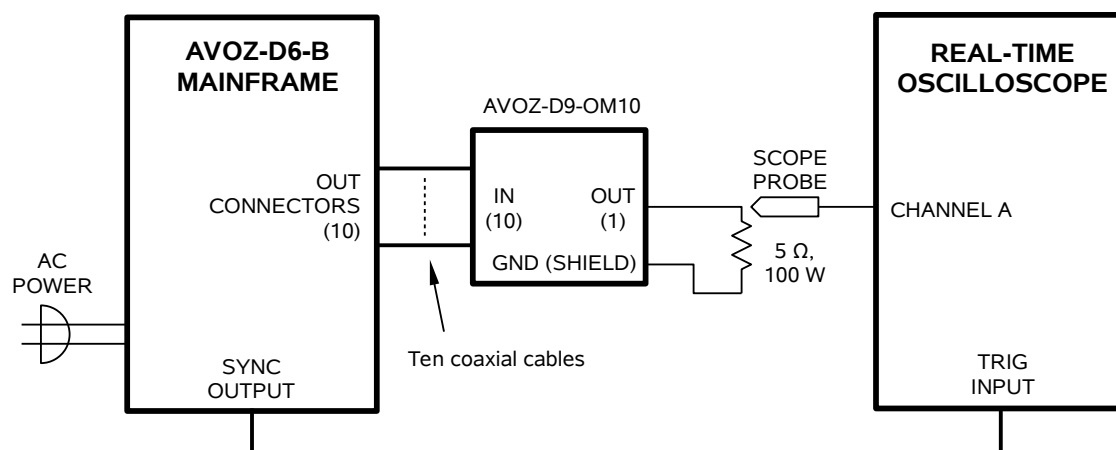 AVOZ-D6-B
MAINFRAME
REAL-TIME
OSCILLOSCOPE
AVOZ-D9-OM10
SCOPE
PROBE
OUT
CONNECTORS
(10)
IN
(10)
OUT
(1)
GND (SHIELD)
CHANNEL A
5 Ω,
100 W
AC
POWER
Ten coaxial cables
SYNC
OUTPUT
TRIG
INPUT